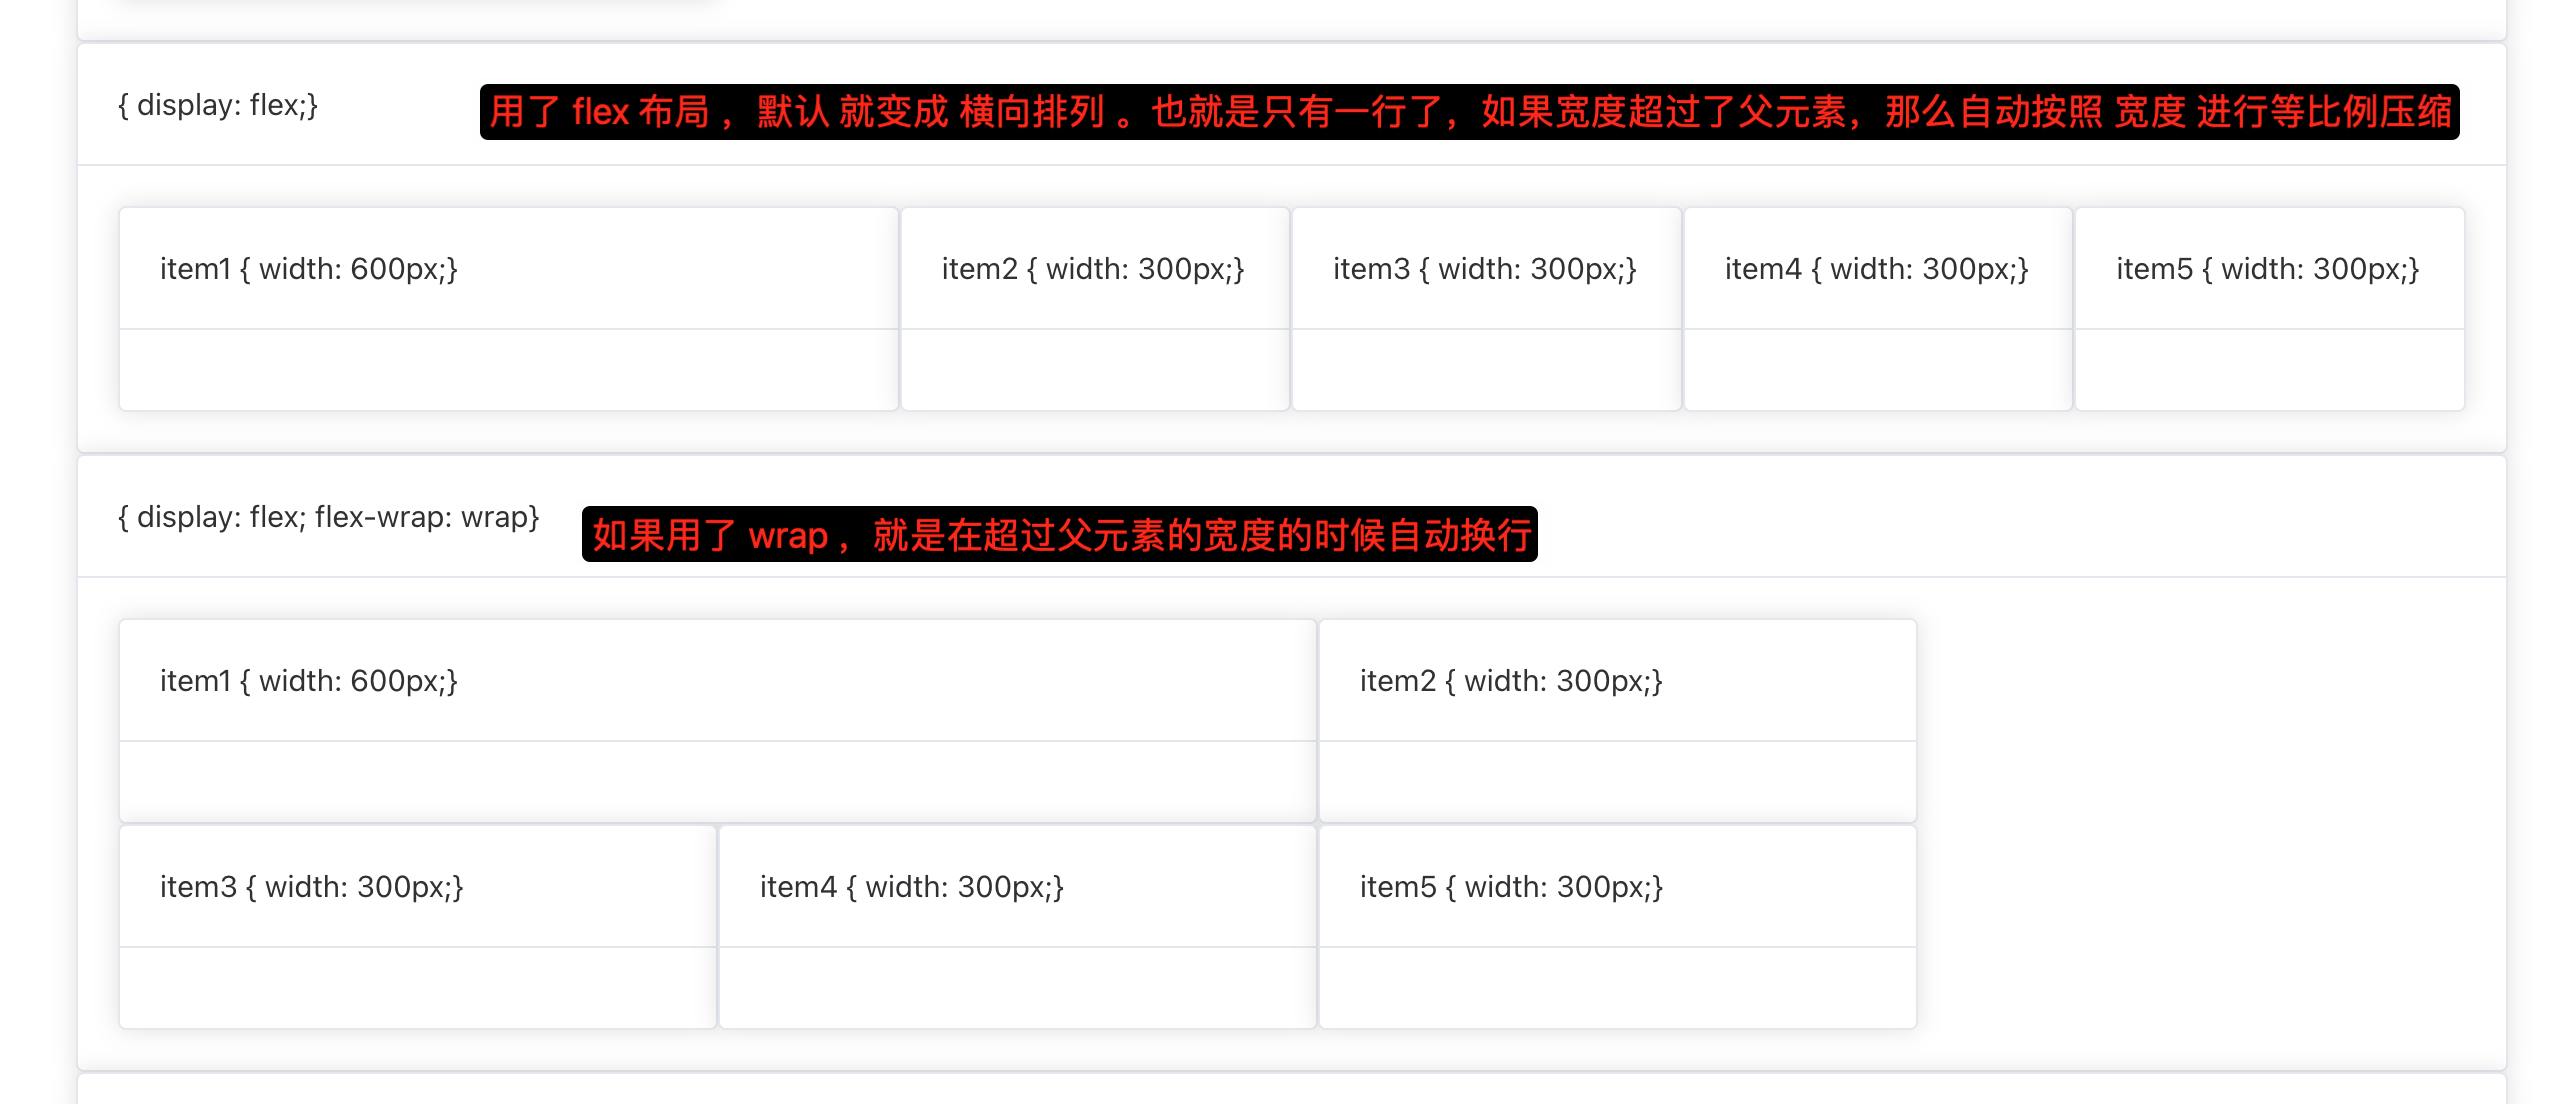 { display: flex;} 用了 flex 布局 ，默认 就变成 横向排列 。也就是只有一行了，如果宽度超过了父元素，那么自动按照 宽度 进行等比例压缩
item1 { width: 600px;} item2 { width: 300px;} item3 { width: 300px;} item4 { width: 300px;} item5 { width: 300px;}
{ display: flex; flex-wrap: wrap} 如果用了 wrap ，就是在超过父元素的宽度的时候自动换行
item1 { width: 600px;} item2 { width: 300px;}
item3 { width: 300px;} item4 { width: 300px;} item5 { width: 300px;}